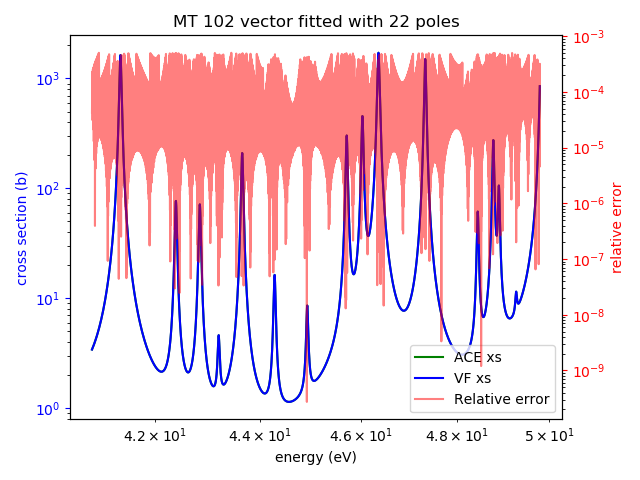 MT 102 vector fitted with 22 poles
cross section (b)
10³
10²
10¹
10⁰
10⁻³
10⁻⁴
10⁻⁵
10⁻⁶
10⁻⁷
10⁻⁸
10⁻⁹
relative error
ACE xs
VF xs
Relative error
4.2×10¹ 4.4×10¹ 4.6×10¹ 4.8×10¹ 5×10¹
energy (eV)